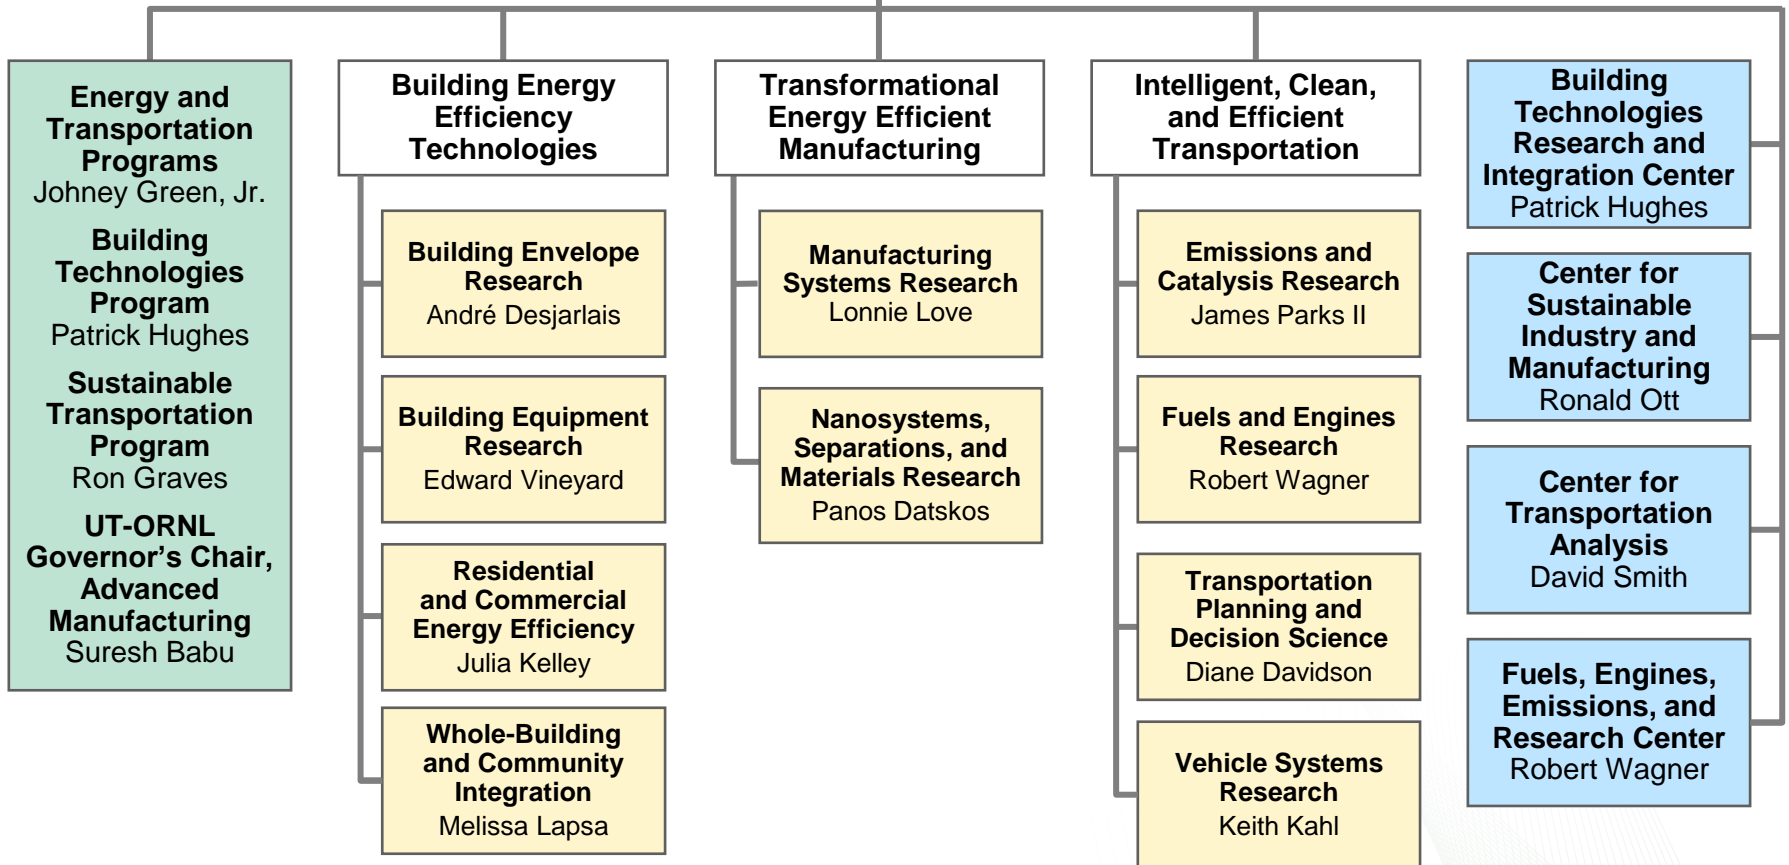 Energy and
Transportation
Programs
Johney Green, Jr.
Building
Technologies
Program
Patrick Hughes
Sustainable
Transportation
Program
Ron Graves
UT-ORNL
Governor’s Chair,
Advanced
Manufacturing
Suresh Babu
Building Energy
Efficiency
Technologies
Building Envelope
Research
André Desjarlais
Building Equipment
Research
Edward Vineyard
Residential
and Commercial
Energy Efficiency
Julia Kelley
Whole-Building
and Community
Integration
Melissa Lapsa
Transformational
Energy Efficient
Manufacturing
Manufacturing
Systems Research
Lonnie Love
Nanosystems,
Separations, and
Materials Research
Panos Datskos
Intelligent, Clean,
and Efficient
Transportation
Emissions and
Catalysis Research
James Parks II
Fuels and Engines
Research
Robert Wagner
Transportation
Planning and
Decision Science
Diane Davidson
Vehicle Systems
Research
Keith Kahl
Building
Technologies
Research and
Integration Center
Patrick Hughes
Center for
Sustainable
Industry and
Manufacturing
Ronald Ott
Center for
Transportation
Analysis
David Smith
Fuels, Engines,
Emissions, and
Research Center
Robert Wagner